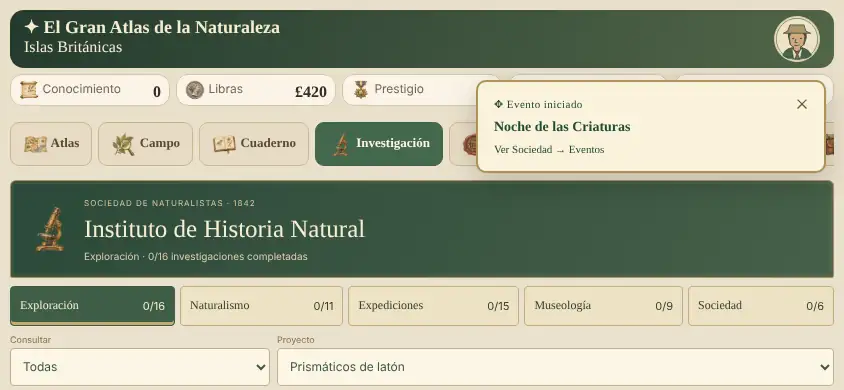 ✦ El Gran Atlas de la Naturaleza
Islas Británicas
Conocimiento 0
Libras £420
Prestigio
❖ Evento iniciado
Noche de las Criaturas
Ver Sociedad → Eventos
Atlas
Campo
Cuaderno
Investigación
SOCIEDAD DE NATURALISTAS · 1842
Instituto de Historia Natural
Exploración · 0/16 investigaciones completadas
Exploración 0/16
Naturalismo 0/11
Expediciones 0/15
Museología 0/9
Sociedad 0/6
Consultar
Todas
Proyecto
Prismáticos de latón